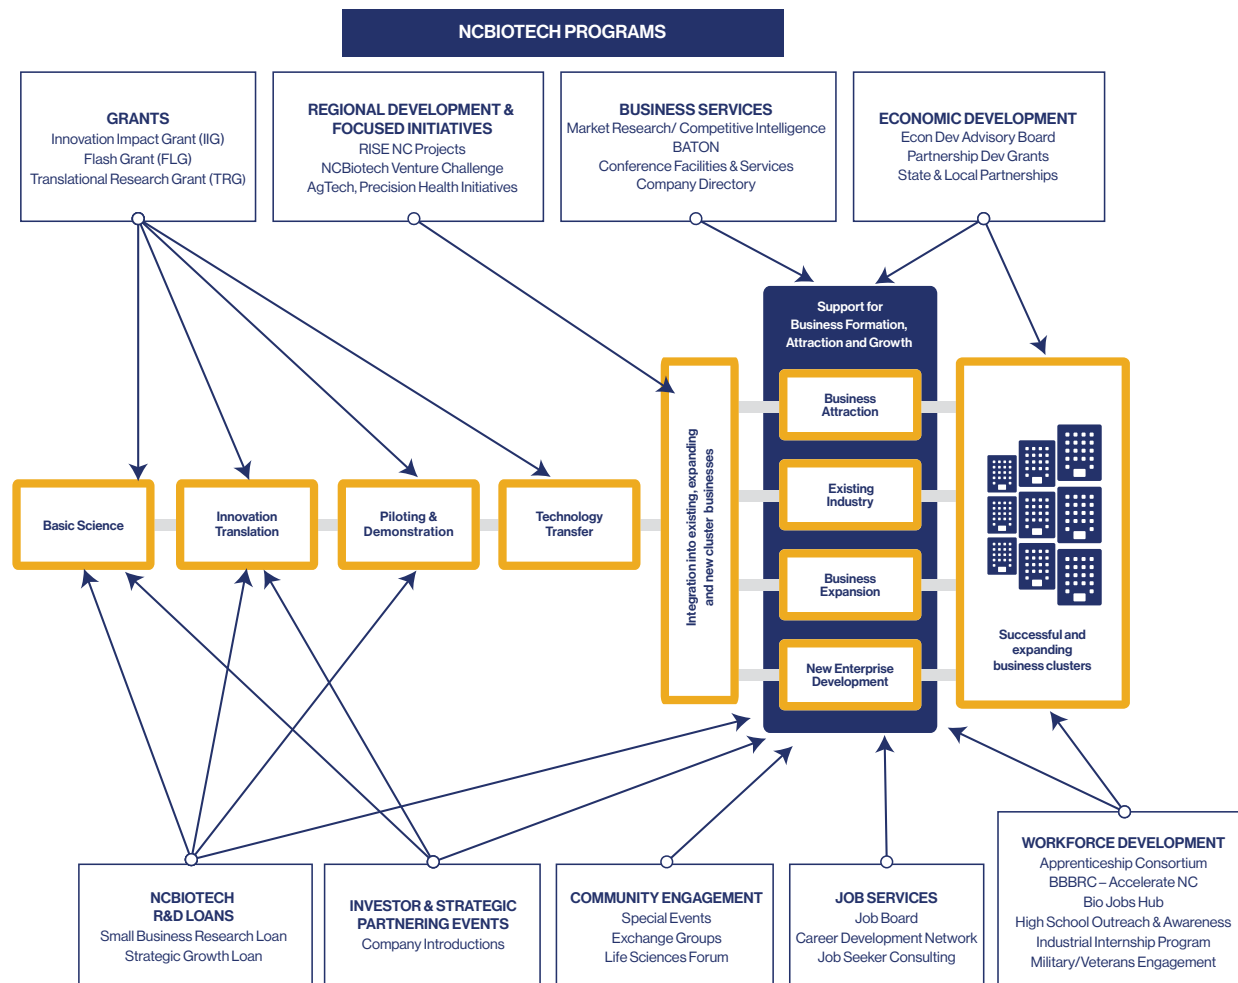 NCBIOTECH PROGRAMS
GRANTS
Innovation Impact Grant (IIG)
Flash Grant (FLG)
Translational Research Grant (TRG)
REGIONAL DEVELOPMENT &
FOCUSED INITIATIVES
RISE NC Projects
NCBiotech Venture Challenge
AgTech, Precision Health Initiatives
BUSINESS SERVICES
Market Research/ Competitive Intelligence
BATON
Conference Facilities & Services
Company Directory
ECONOMIC DEVELOPMENT
Econ Dev Advisory Board
Partnership Dev Grants
State & Local Partnerships
Support for
Business Formation,
Attraction and Growth
Basic Science
Innovation
Translation
Piloting &
Demonstration
Technology
Transfer
Integration into existing, expanding
and new cluster businesses
Business
Attraction
Existing
Industry
Business
Expansion
New Enterprise
Development
Successful and
expanding
business clusters
NCBIOTECH
R&D LOANS
Small Business Research Loan
Strategic Growth Loan
INVESTOR & STRATEGIC
PARTNERING EVENTS
Company Introductions
COMMUNITY ENGAGEMENT
Special Events
Exchange Groups
Life Sciences Forum
JOB SERVICES
Job Board
Career Development Network
Job Seeker Consulting
WORKFORCE DEVELOPMENT
Apprenticeship Consortium
BBBRC – Accelerate NC
Bio Jobs Hub
High School Outreach & Awareness
Industrial Internship Program
Military/Veterans Engagement